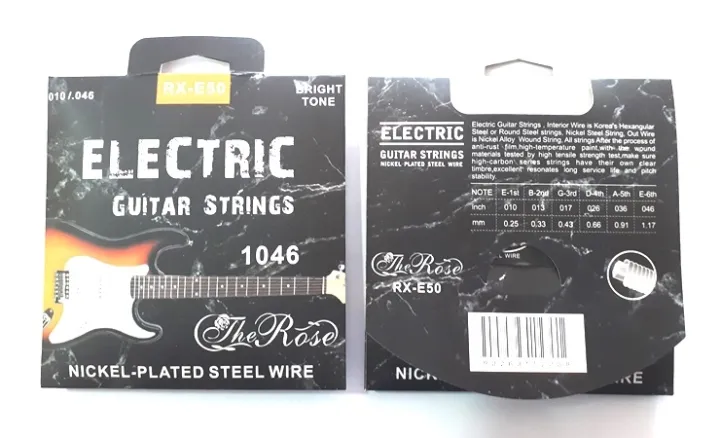 RX-E50
010/.046
BRIGHT
TONE
ELECTRIC
GUITAR STRINGS
1046
The Rose
NICKEL-PLATED STEEL WIRE
ELECTRIC
GUITAR STRINGS
NICKEL PLATED STEEL WIRE
Electric Guitar Strings , Interior Wire is Korea's Hexangular
Steel or Round Steel strings, Nickel Steel String, Out Wire
is Nickel Alloy Wound String, All strings After the process of
anti-rust film,high-temperature paint,with the wound
materials tested by high tensile strength test,make sure
high-carbon series strings have their own clear
timbre,excellent resonates long service life and pitch
stability.
NOTE E-1st B-2nd G-3rd D-4th A-5th E-6th
inch 010 013 017 026 036 046
mm 0.25 0.33 0.43 0.66 0.91 1.17
WIRE
The Rose
RX-E50